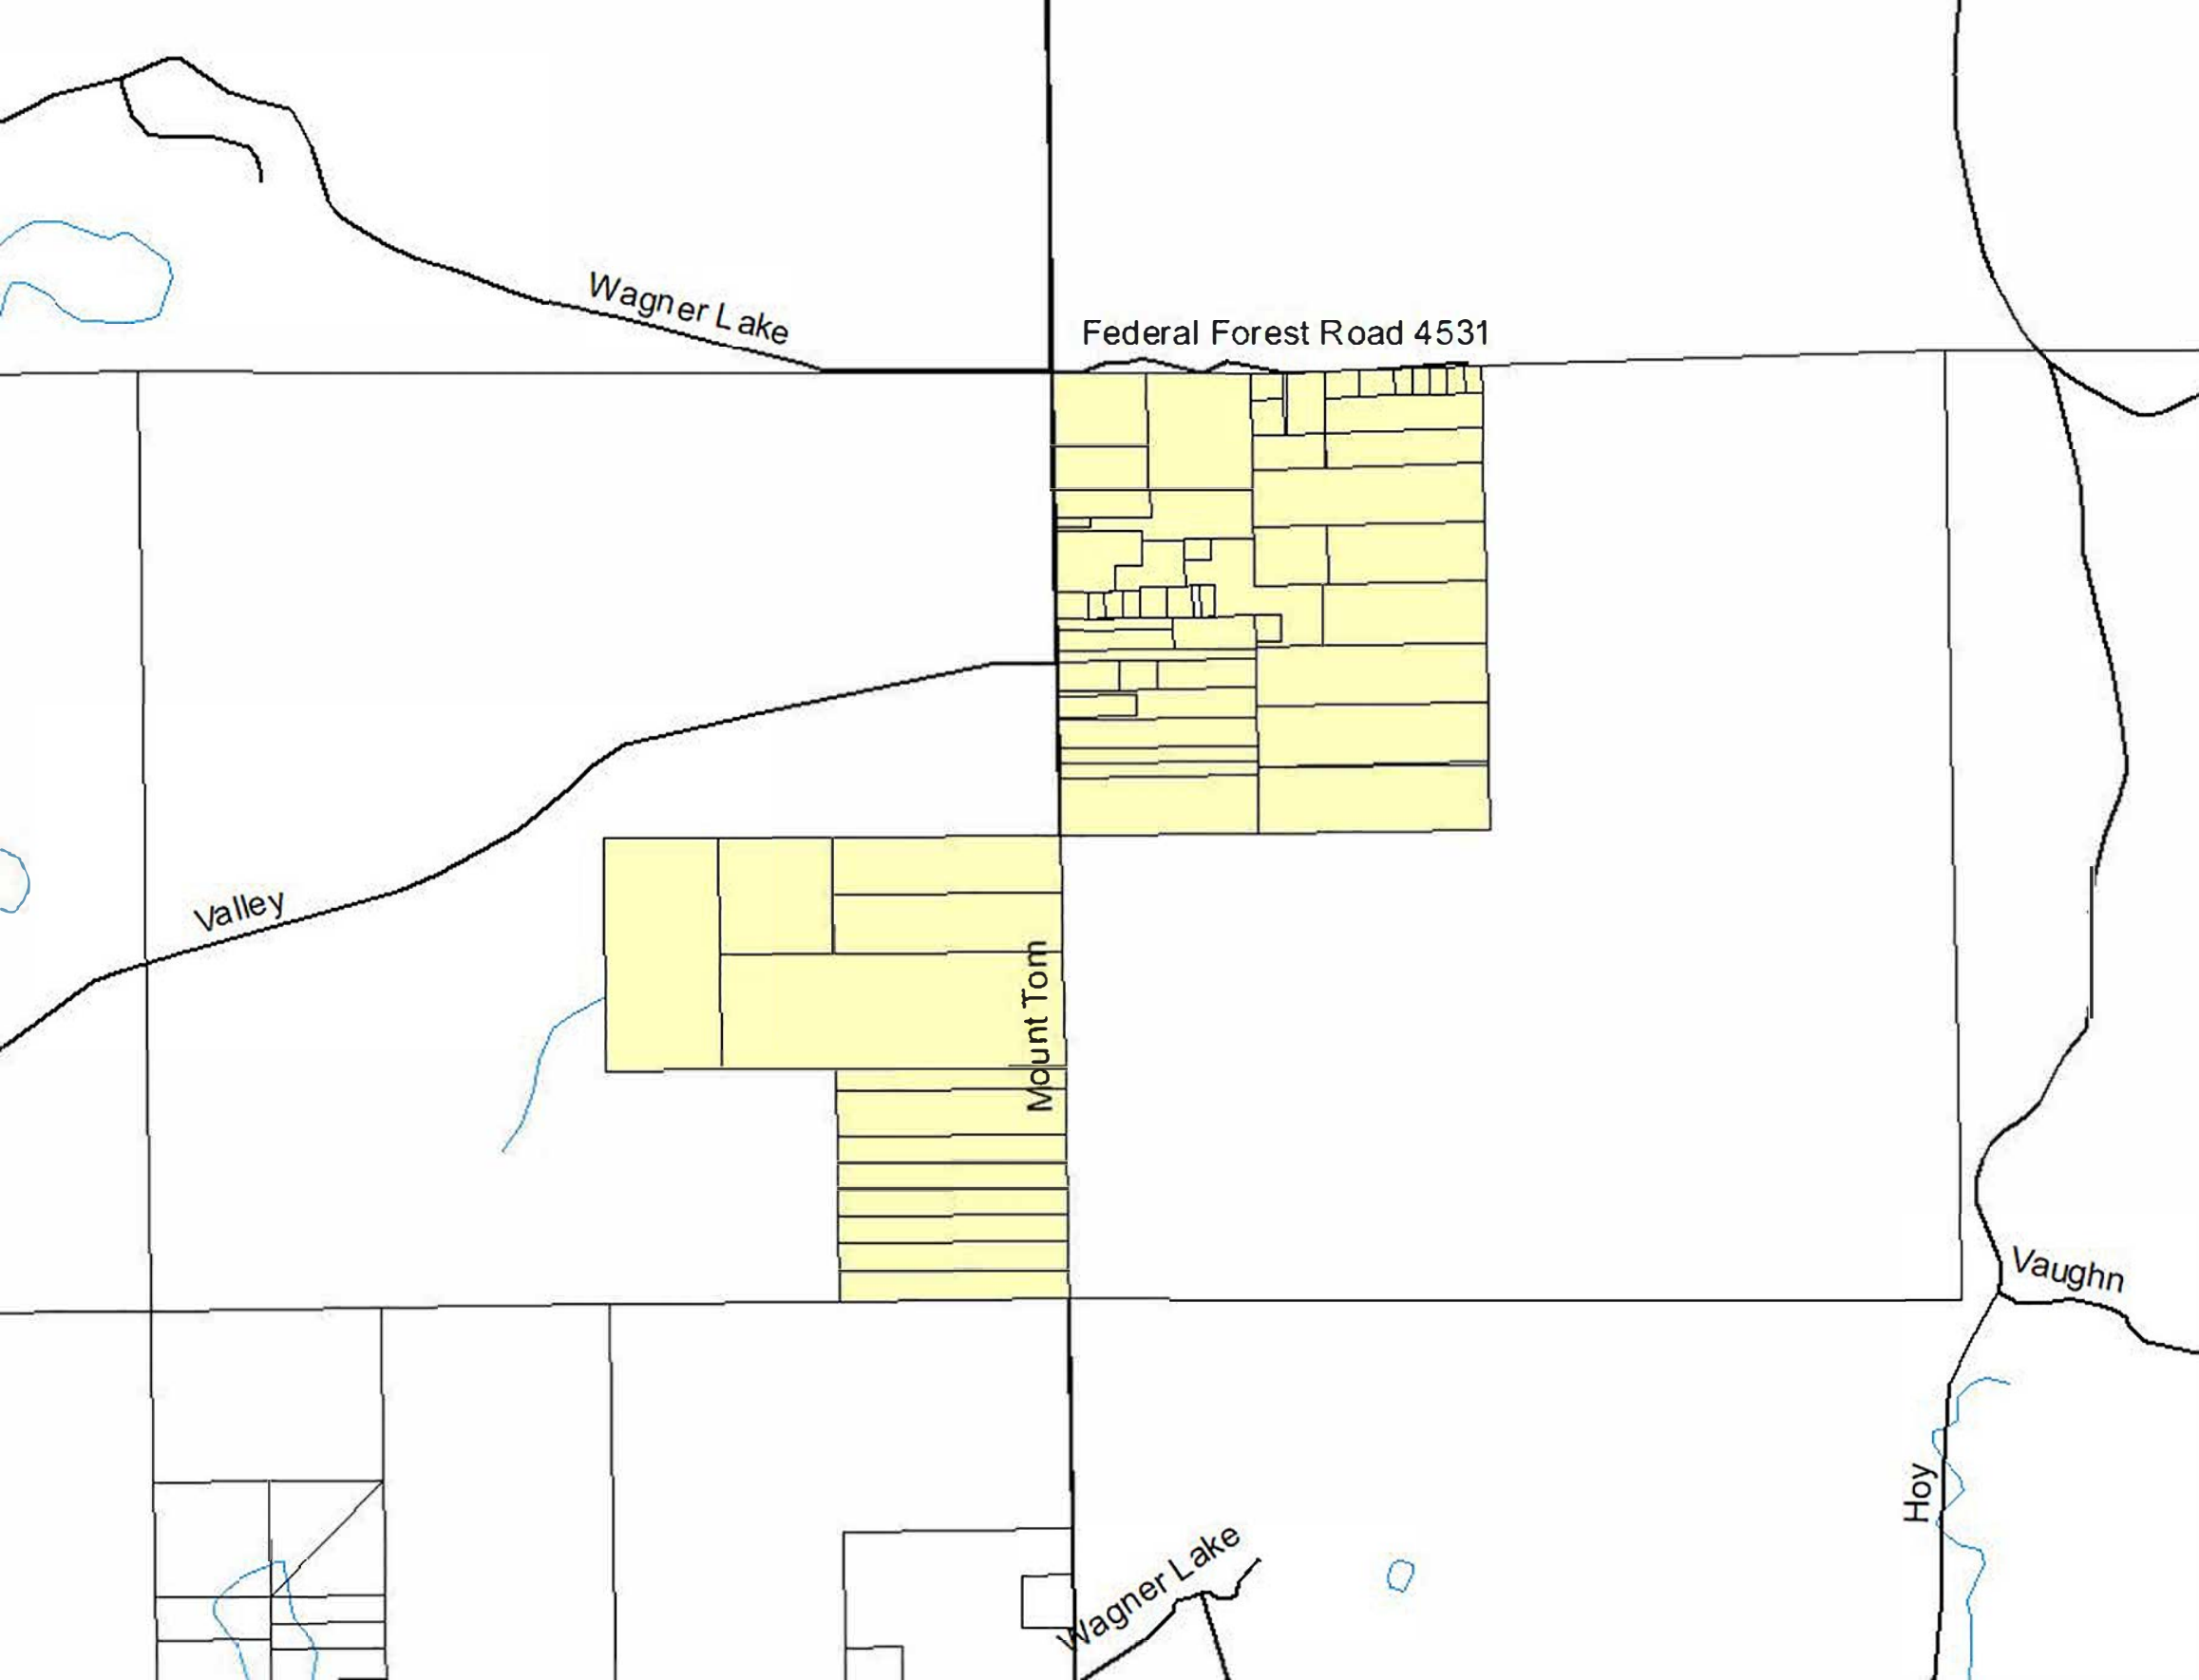 Wagner Lake
Federal Forest Road 4531
Valley
Mount Tom
Vaughn
Hoy
Wagner Lake